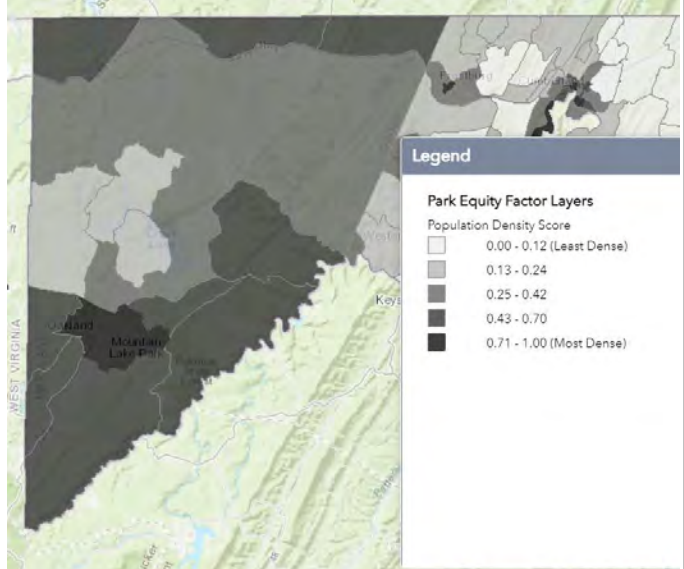 Oakland
Mountain
Lake Park
WEST VIRGINIA
Keys
Legend
Park Equity Factor Layers
Population Density Score
0.00 - 0.12 (Least Dense)
0.13 - 0.24
0.25 - 0.42
0.43 - 0.70
0.71 - 1.00 (Most Dense)